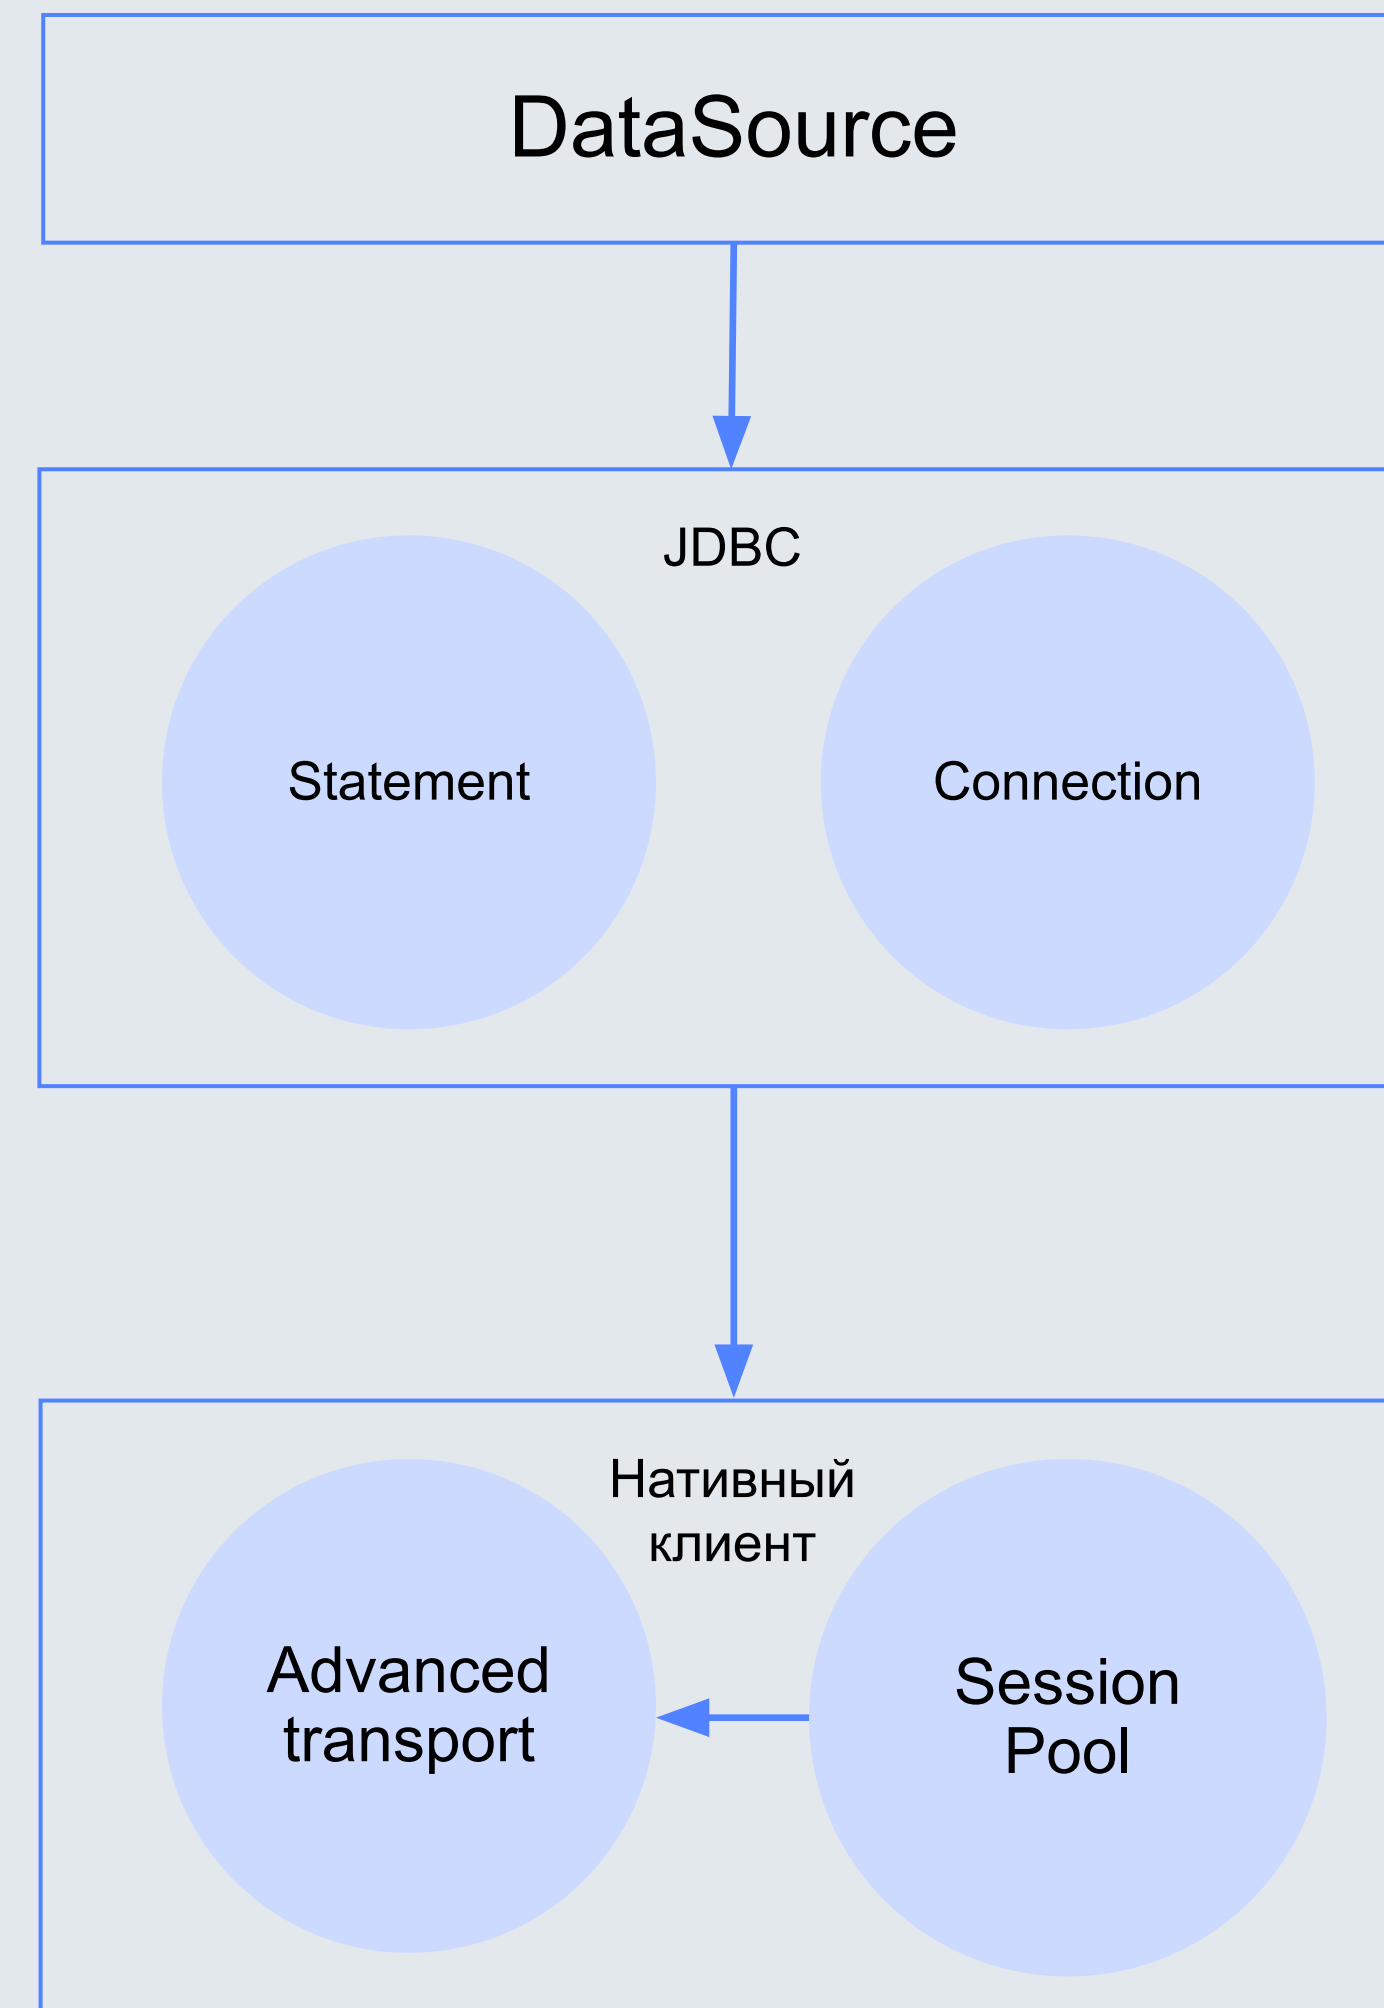 DataSource
JDBC
Statement
Connection
Нативный
клиент
Advanced
transport
Session
Pool